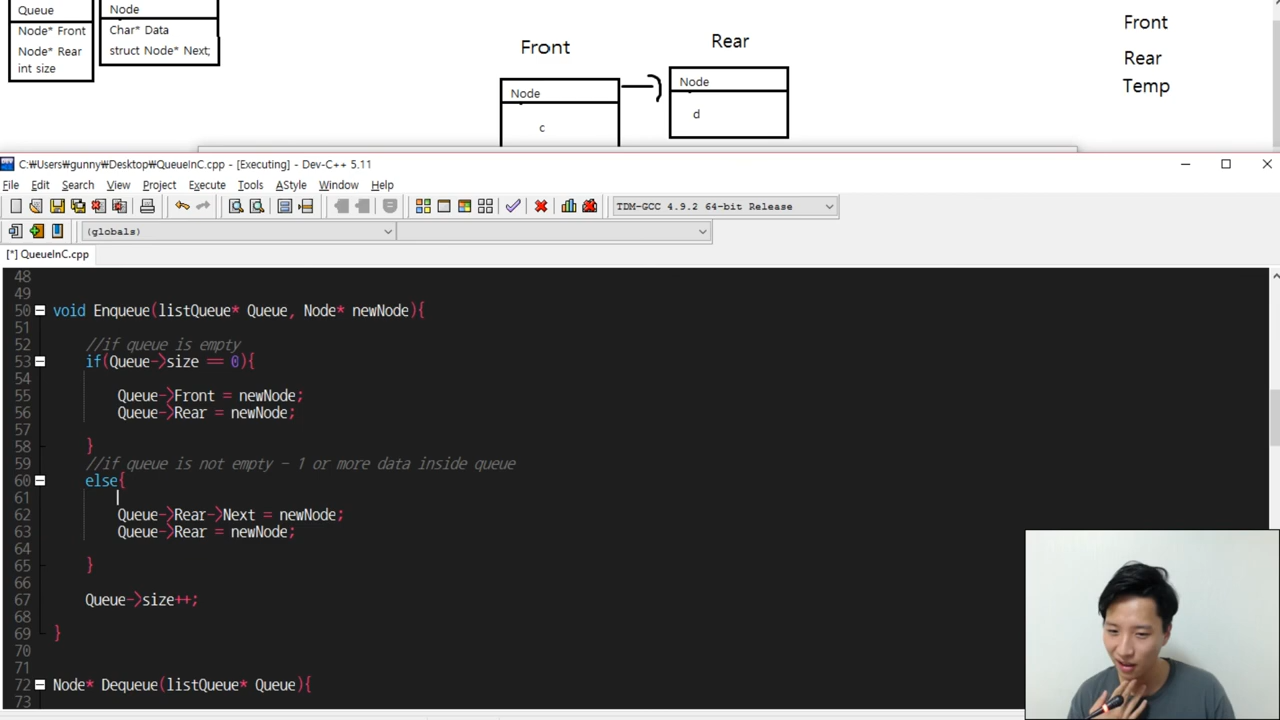 Queue
Node* Front
Node* Rear
int size
Node
Char* Data
struct Node* Next;
Front
Rear
Node
c
Node
d
Front
Rear
Temp
C:₩Users₩gunny₩Desktop₩QueueInC.cpp - [Executing] - Dev-C++ 5.11
File Edit Search View Project Execute Tools AStyle Window Help
TDM-GCC 4.9.2 64-bit Release
(globals)
[*] QueueInC.cpp
48
49
50 void Enqueue(listQueue* Queue, Node* newNode){
51
52 //if queue is empty
53 if(Queue->size == 0){
54
55 Queue->Front = newNode;
56 Queue->Rear = newNode;
57
58 }
59 //if queue is not empty - 1 or more data inside queue
60 else{
61
62 Queue->Rear->Next = newNode;
63 Queue->Rear = newNode;
64
65 }
66
67 Queue->size++;
68
69 }
70
71
72 Node* Dequeue(listQueue* Queue){
73